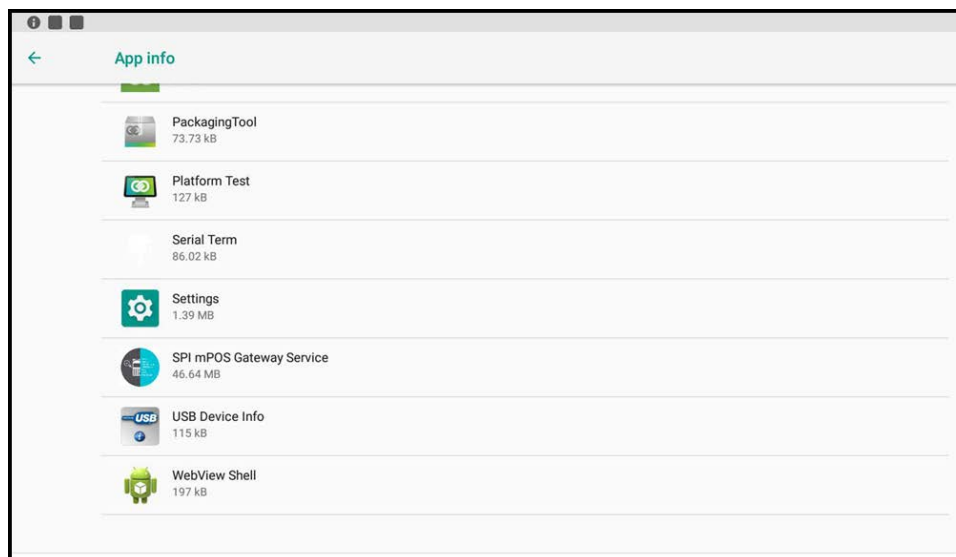 App info
PackagingTool
73.73 kB
Platform Test
127 kB
Serial Term
86.02 kB
Settings
1.39 MB
SPI mPOS Gateway Service
46.64 MB
USB
USB Device Info
115 kB
WebView Shell
197 kB